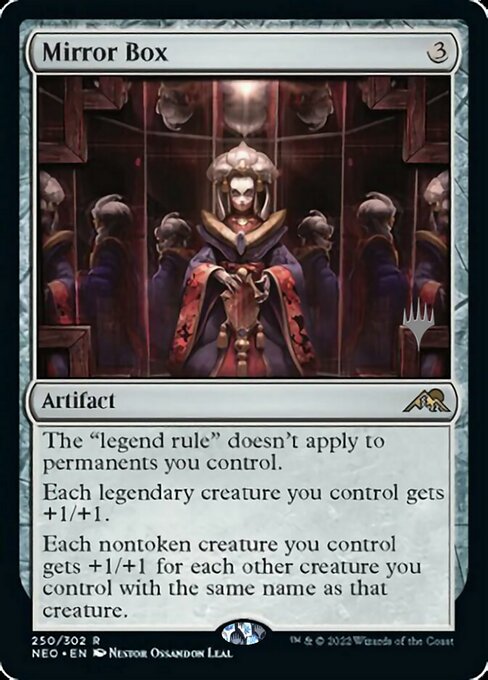 Mirror Box 3
Artifact
The “legend rule” doesn’t apply to
permanents you control.
Each legendary creature you control gets
+1/+1.
Each nontoken creature you control
gets +1/+1 for each other creature you
control with the same name as that
creature.
250/302 R
NEO • EN Nestor Ossandon Leal
™ & © 2022 Wizards of the Coast